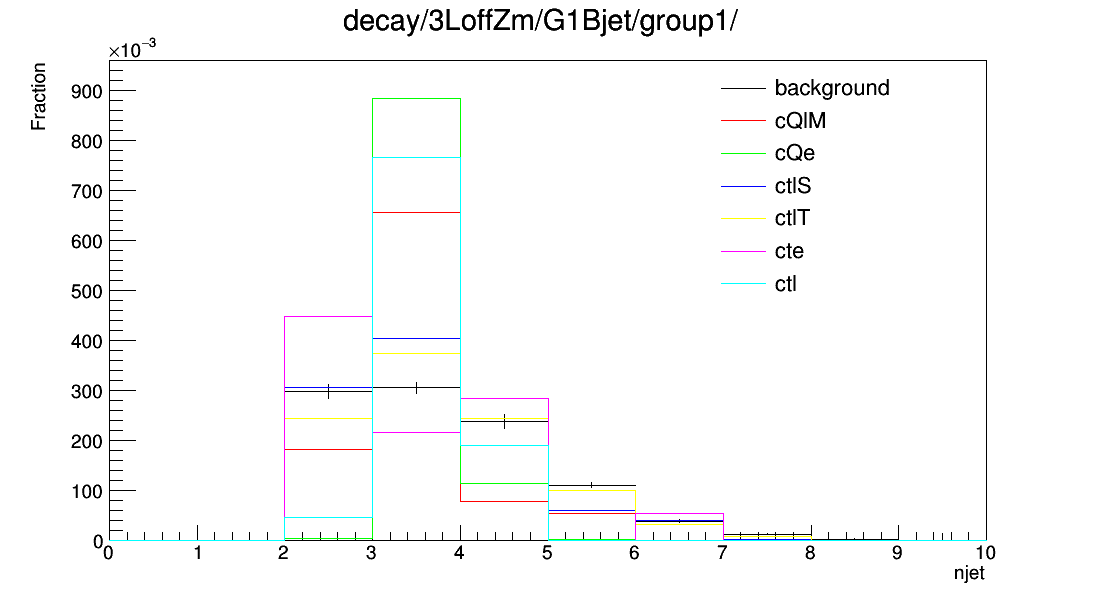 decay/3LoffZm/G1Bjet/group1/
×10⁻³
Fraction
900
800
700
600
500
400
300
200
100
0
background
cQlM
cQe
ctlS
ctlT
cte
ctl
0 1 2 3 4 5 6 7 8 9 10
njet